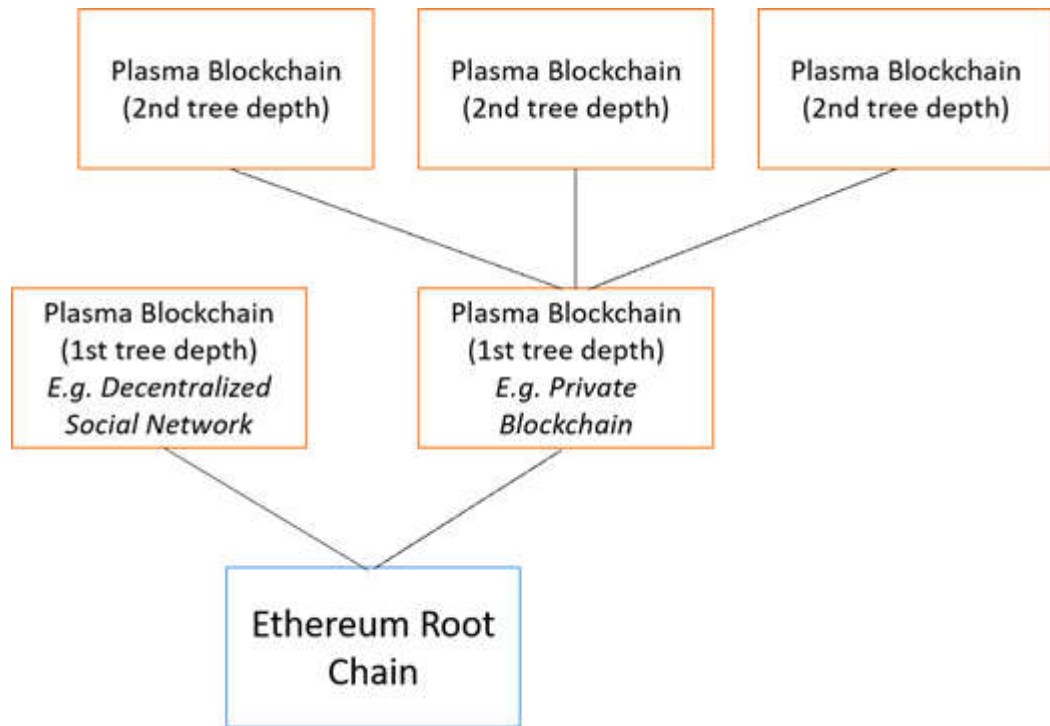 Plasma Blockchain
(2nd tree depth)
Plasma Blockchain
(2nd tree depth)
Plasma Blockchain
(2nd tree depth)
Plasma Blockchain
(1st tree depth)
E.g. Decentralized
Social Network
Plasma Blockchain
(1st tree depth)
E.g. Private
Blockchain
Ethereum Root
Chain